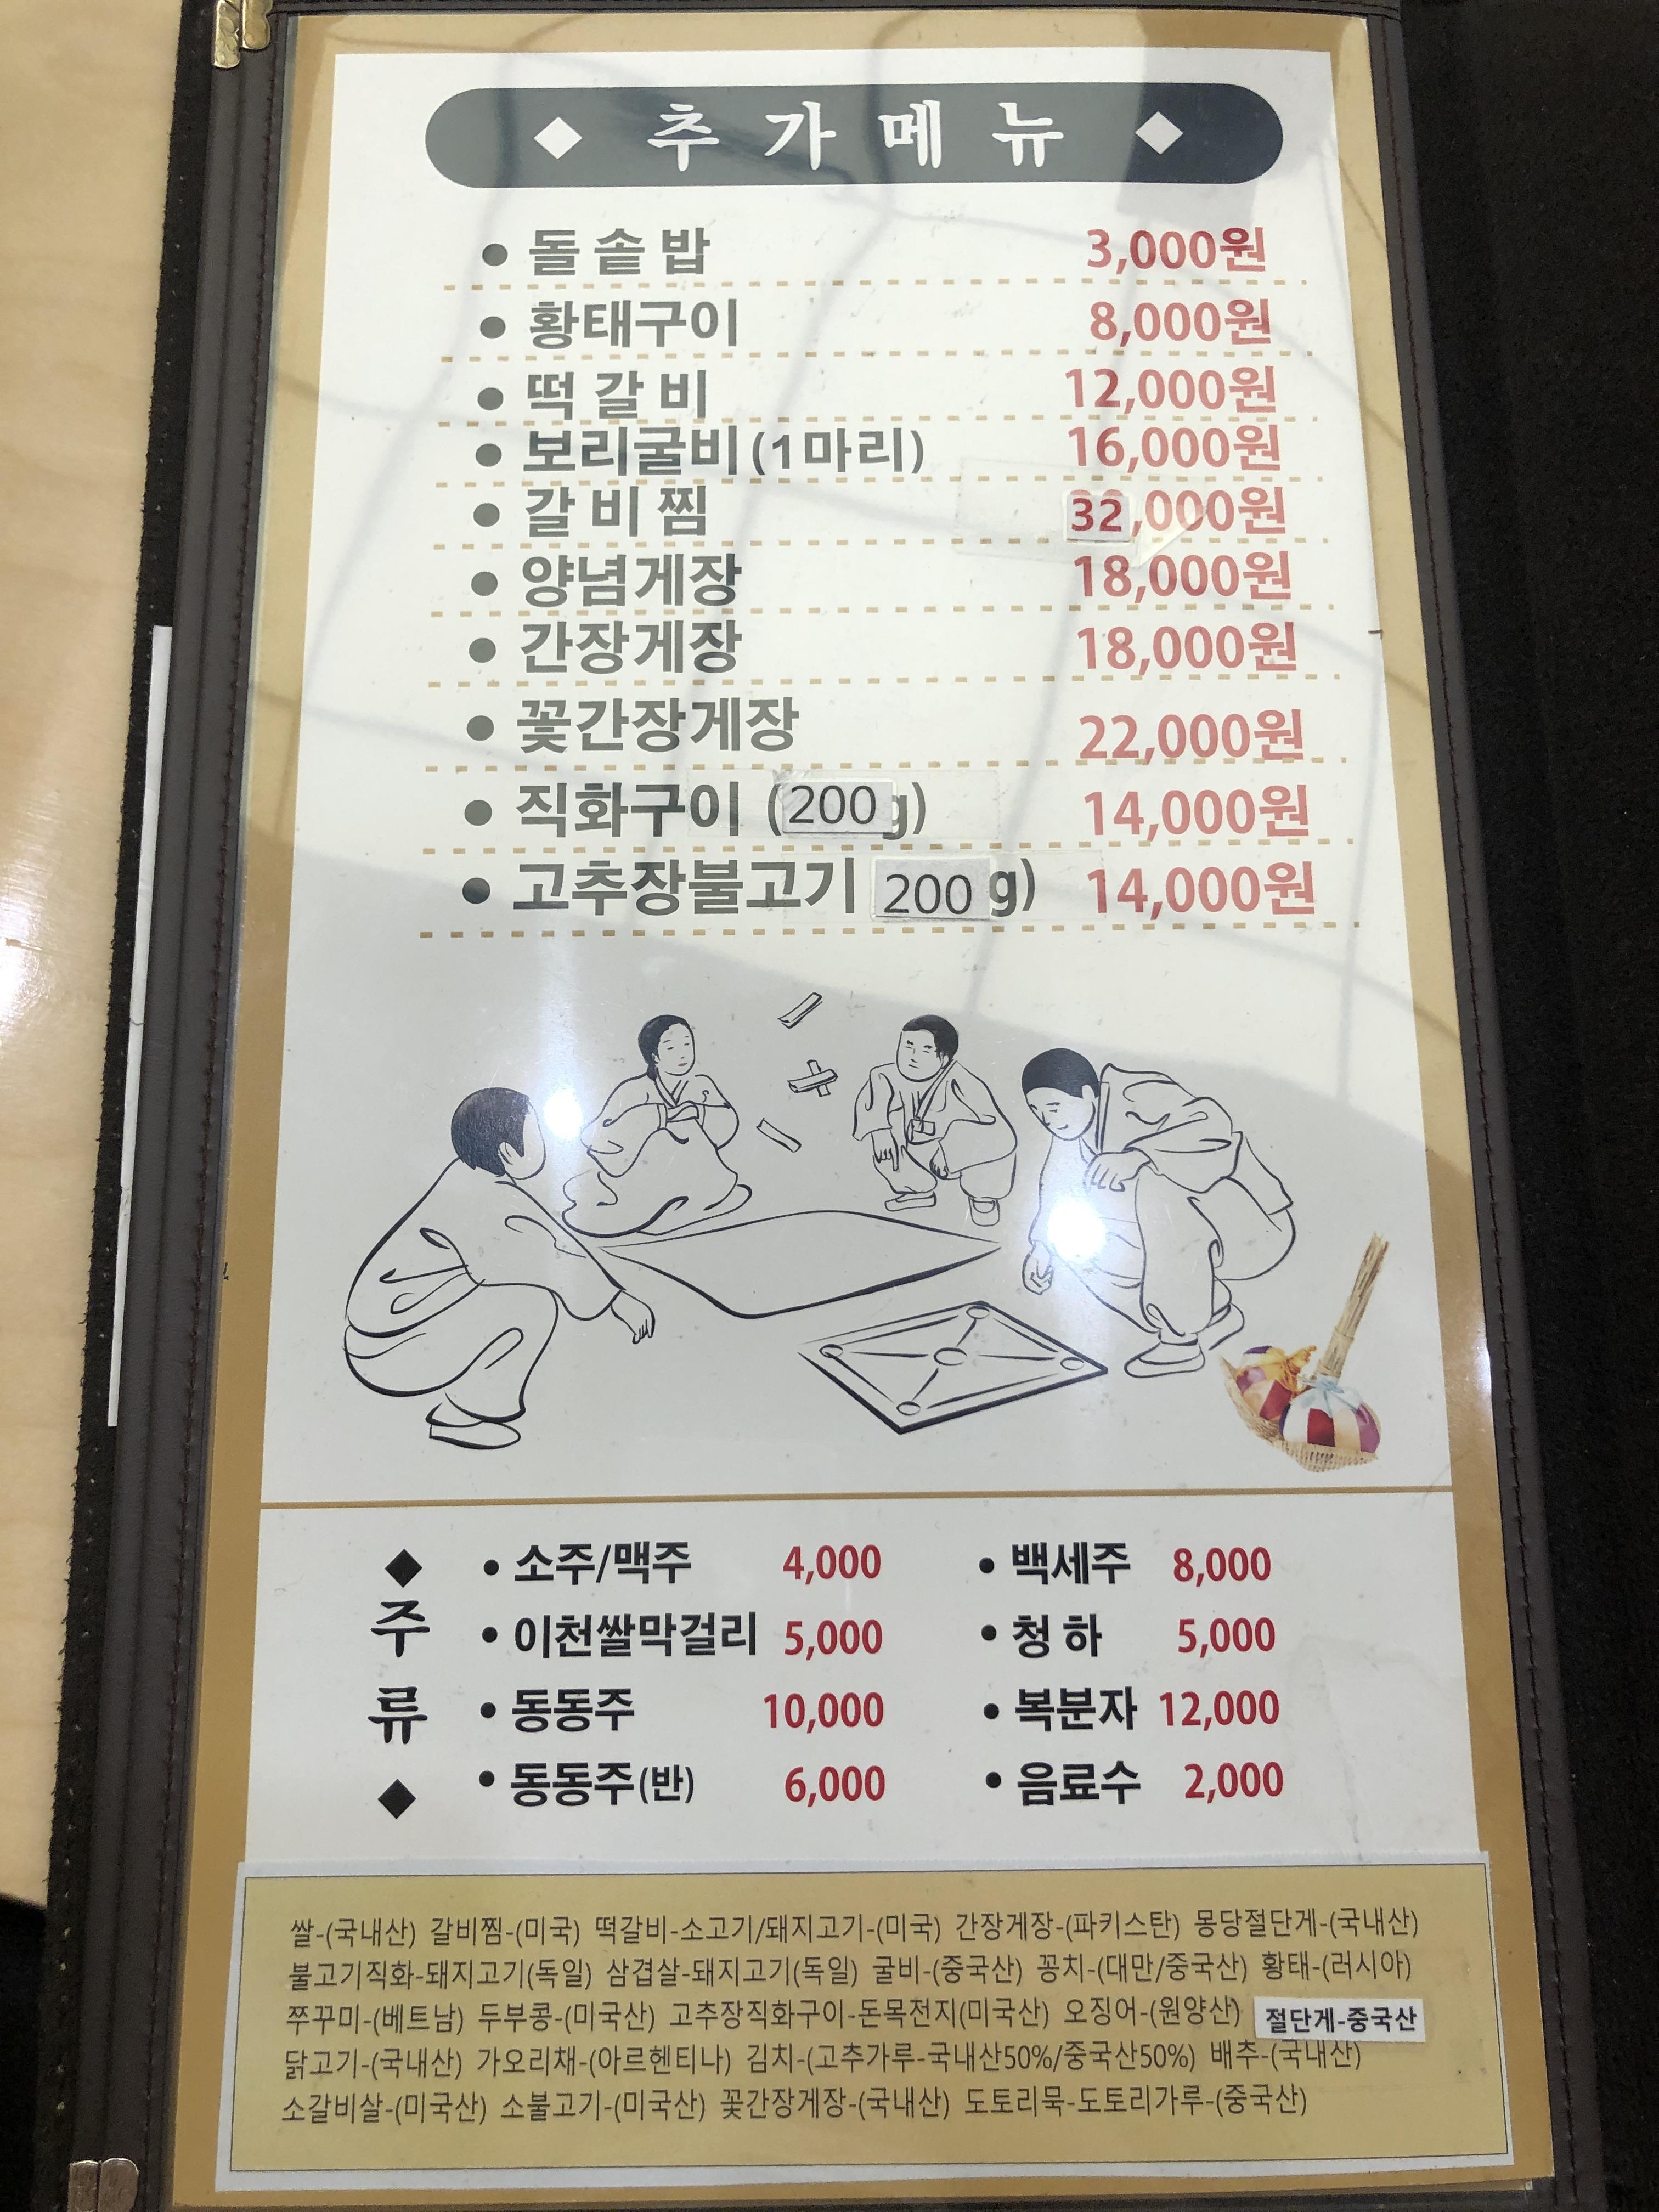 ◆ 추 가 메 뉴 ◆
● 돌 솥 밥 3,000원
● 황태구이 8,000원
● 떡 갈 비 12,000원
● 보리굴비(1마리) 16,000원
● 갈 비 찜 32,000원
● 양념게장 18,000원
● 간장게장 18,000원
● 꽃간장게장 22,000원
● 직화구이 (200g) 14,000원
● 고추장불고기 200g) 14,000원
◆ 주 류 ◆
• 소주/맥주 4,000 • 백세주 8,000
• 이천쌀막걸리 5,000 • 청 하 5,000
• 동동주 10,000 • 복분자 12,000
• 동동주(반) 6,000 • 음료수 2,000
쌀-(국내산) 갈비찜-(미국) 떡갈비-소고기/돼지고기-(미국) 간장게장-(파키스탄) 몽당절단게-(국내산)
불고기직화-돼지고기(독일) 삼겹살-돼지고기(독일) 굴비-(중국산) 꽁치-(대만/중국산) 황태-(러시아)
쭈꾸미-(베트남) 두부콩-(미국산) 고추장직화구이-돈목전지(미국산) 오징어-(원양산) 절단게-중국산
닭고기-(국내산) 가오리채-(아르헨티나) 김치-(고추가루-국내산50%/중국산50%) 배추-(국내산)
소갈비살-(미국산) 소불고기-(미국산) 꽃간장게장-(국내산) 도토리묵-도토리가루-(중국산)